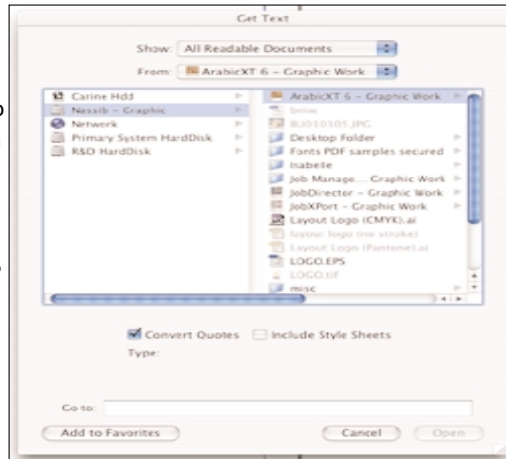 Get Text
Show: All Readable Documents
From: ArabicXT 6 - Graphic Work
Carine Hdd
Nassib - Graphic
Network
Primary System HardDisk
R&D HardDisk
ArabicXT 6 - Graphic Work
bmw
BJ010305.JPG
Desktop Folder
Fonts PDF samples secured
Isabelle
Job Manage... Graphic Work
JobDirector - Graphic Work
JobXPort - Graphic Work
Layout Logo (CMYK).ai
layout logo (no stroke)
Layout Logo (Pantone).ai
LOGO.EPS
LOGO.tif
misc
Convert Quotes Include Style Sheets
Type:
Go to:
Add to Favorites Cancel Open